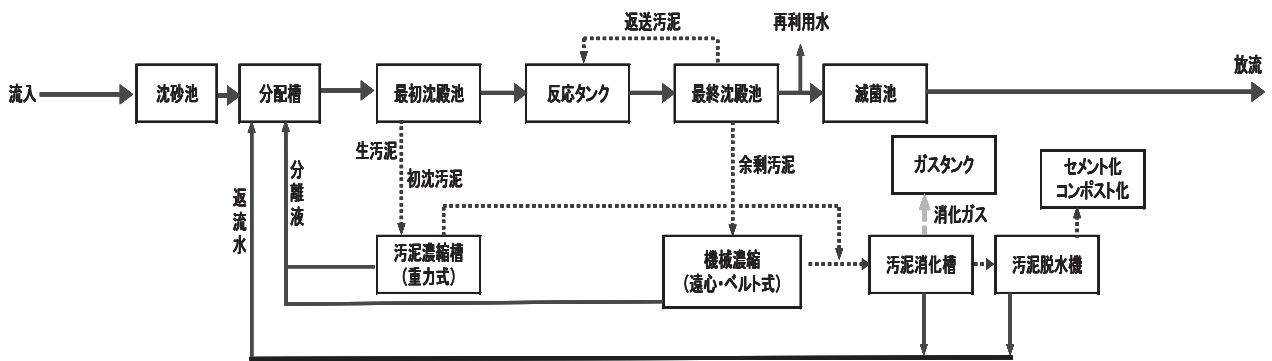 返送汚泥
再利用水
流入
沈砂池
分配槽
最初沈殿池
反応タンク
最終沈殿池
滅菌池
放流
生汚泥
初沈汚泥
余剰汚泥
ガスタンク
セメント化
コンポスト化
分離液
返流水
消化ガス
汚泥濃縮槽
(重力式)
機械濃縮
(遠心・ベルト式)
汚泥消化槽
汚泥脱水機